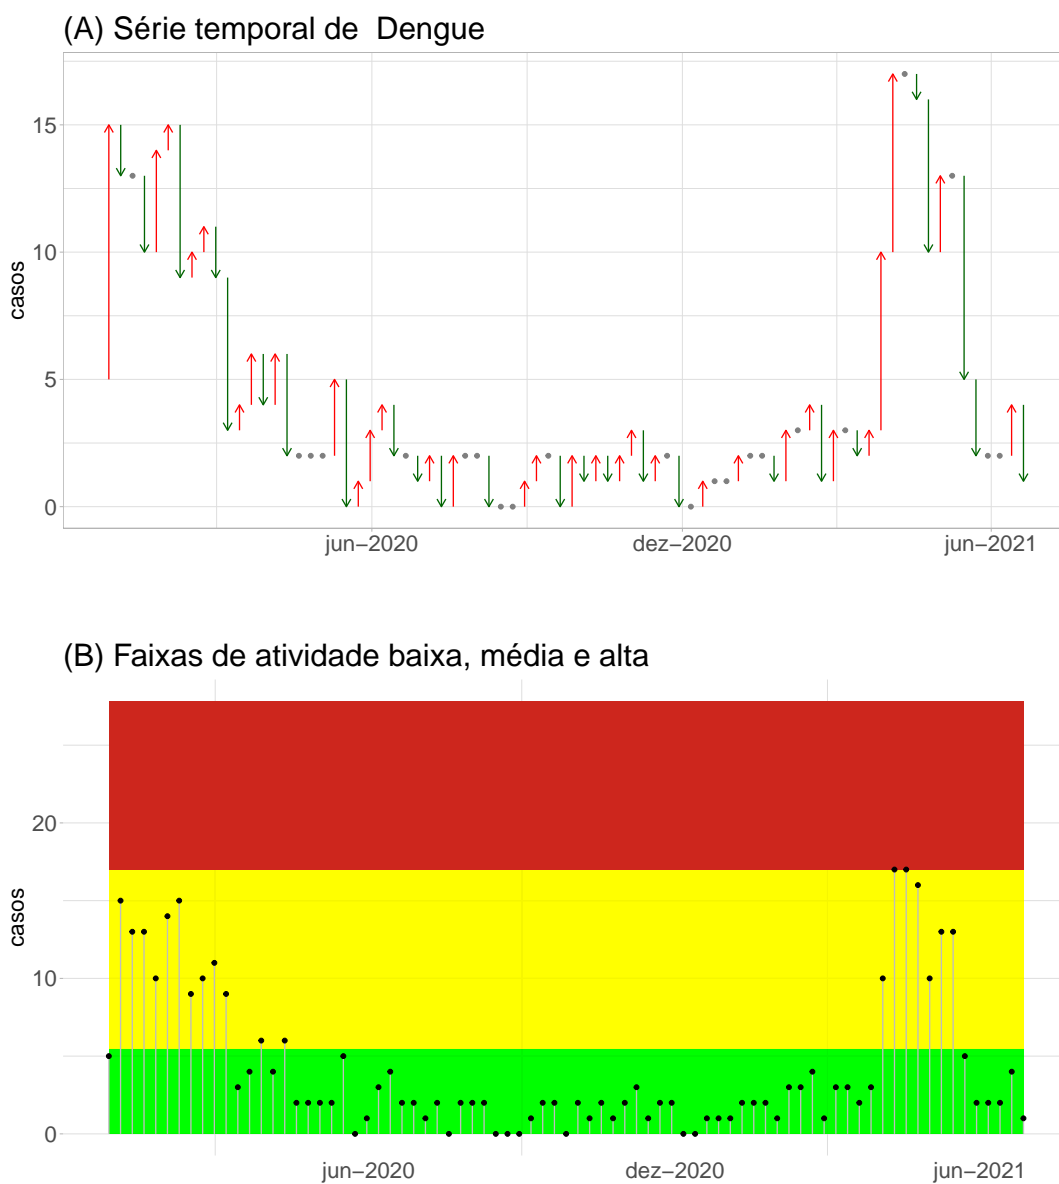 (A) Série temporal de  Dengue
casos
15
10
5
0
jun−2020
dez−2020
jun−2021
(B) Faixas de atividade baixa, média e alta
casos
20
10
0
jun−2020
dez−2020
jun−2021